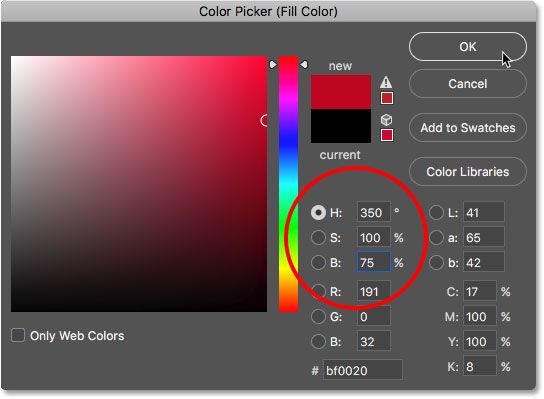 Color Picker (Fill Color)
OK
new
Cancel
Add to Swatches
current
Color Libraries
H: 350 ° L: 41
S: 100 % a: 65
B: 75 % b: 42
R: 191 C: 17 %
G: 0 M: 100 %
Only Web Colors B: 32 Y: 100 %
# bf0020 K: 8 %